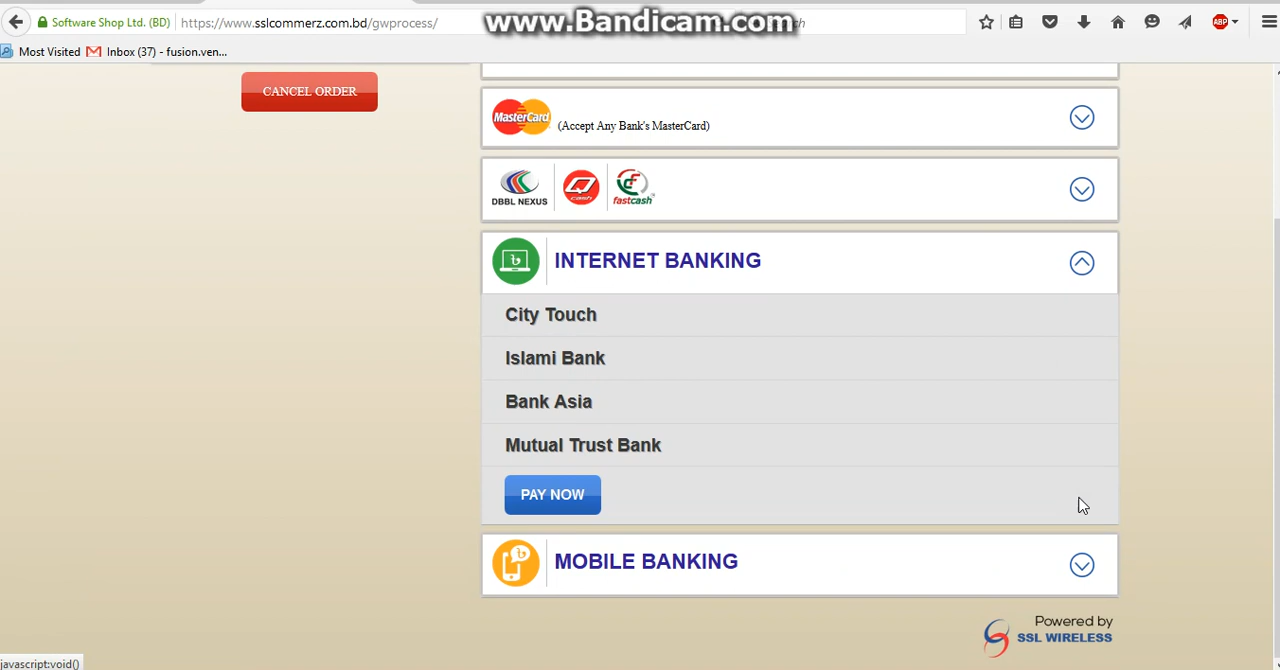 www.Bandicam.com
Software Shop Ltd. (BD)
https://www.sslcommerz.com.bd/gwprocess/
ABP
Most Visited
Inbox (37) - fusion.ven...
CANCEL ORDER
MasterCard
(Accept Any Bank's MasterCard)
DBBL NEXUS
Q cash
fastcash
INTERNET BANKING
City Touch
Islami Bank
Bank Asia
Mutual Trust Bank
PAY NOW
MOBILE BANKING
Powered by
SSL WIRELESS
javascript:void()